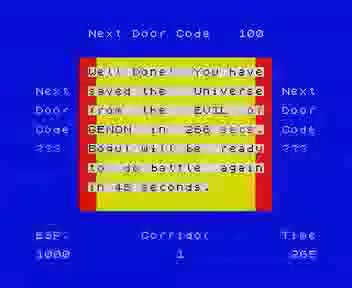 Next Door Code 100
Well Done! You have
saved the Universe
from the EVIL of
GENON in 266 secs.
Bogul will be ready
to do battle again
in 45 seconds.
Next
Door
Code
???
Next
Door
Code
???
ESP. Corridor Time
1000 1 265